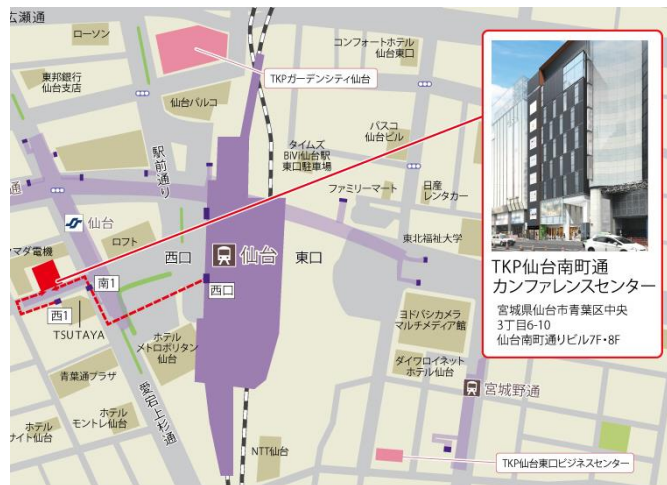 広瀬通
ローソン
東邦銀行
仙台支店
TKPガーデンシティ仙台
コンフォートホテル
仙台東口
仙台パルコ
駅前通り
タイムズ
BiVi仙台駅
東口駐車場
パスコ
仙台ビル
ファミリーマート
日産
レンタカー
東北福祉大学
通
仙台
ロフト
マダ電機
南1
西1
TSUTAYA
西口
仙台
東口
西口
ホテル
メトロポリタン
仙台
ヨドバシカメラ
マルチメディア館
ダイワロイネット
ホテル仙台
宮城野通
青葉通プラザ
愛宕上杉通
ホテル
モントレ仙台
ホテル
サイト仙台
NTT仙台
TKP仙台東口ビジネスセンター
TKP仙台南町通
カンファレンスセンター
宮城県仙台市青葉区中央
3丁目6-10
仙台南町通りビル7F・8F